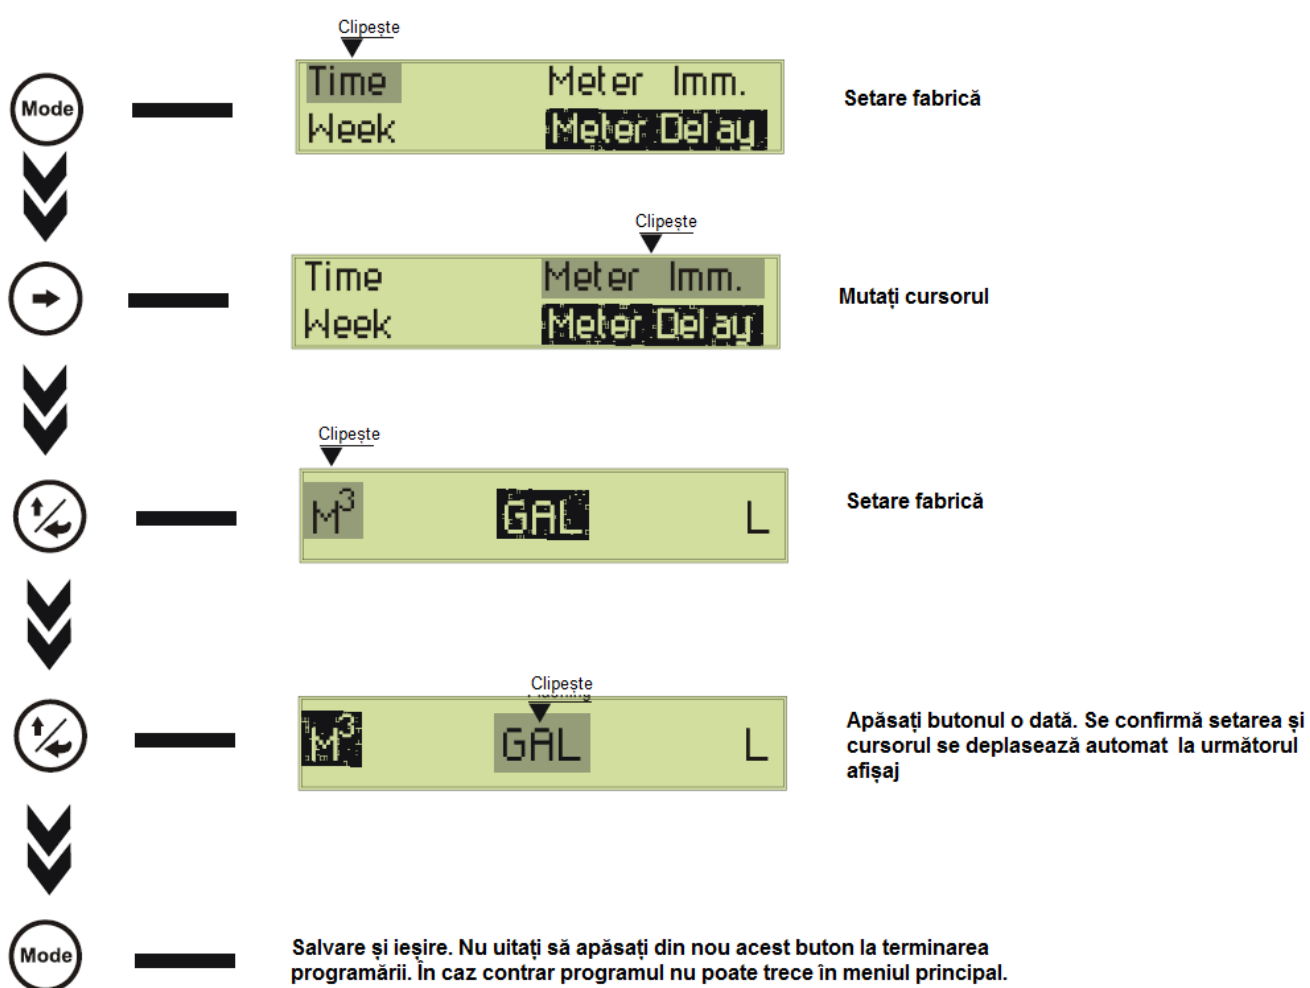 Clipește
Mode
Time Meter Imm.
Week Meter Delay
Setare fabrică
Clipește
Time Meter Imm.
Week Meter Delay
Mutați cursorul
Clipește
M³ GAL L
Setare fabrică
Clipește
M³ GAL L
Apăsați butonul o dată. Se confirmă setarea și
cursorul se deplasează automat la următorul
afișaj
Mode
Salvare și ieșire. Nu uitați să apăsați din nou acest buton la terminarea
programării. În caz contrar programul nu poate trece în meniul principal.